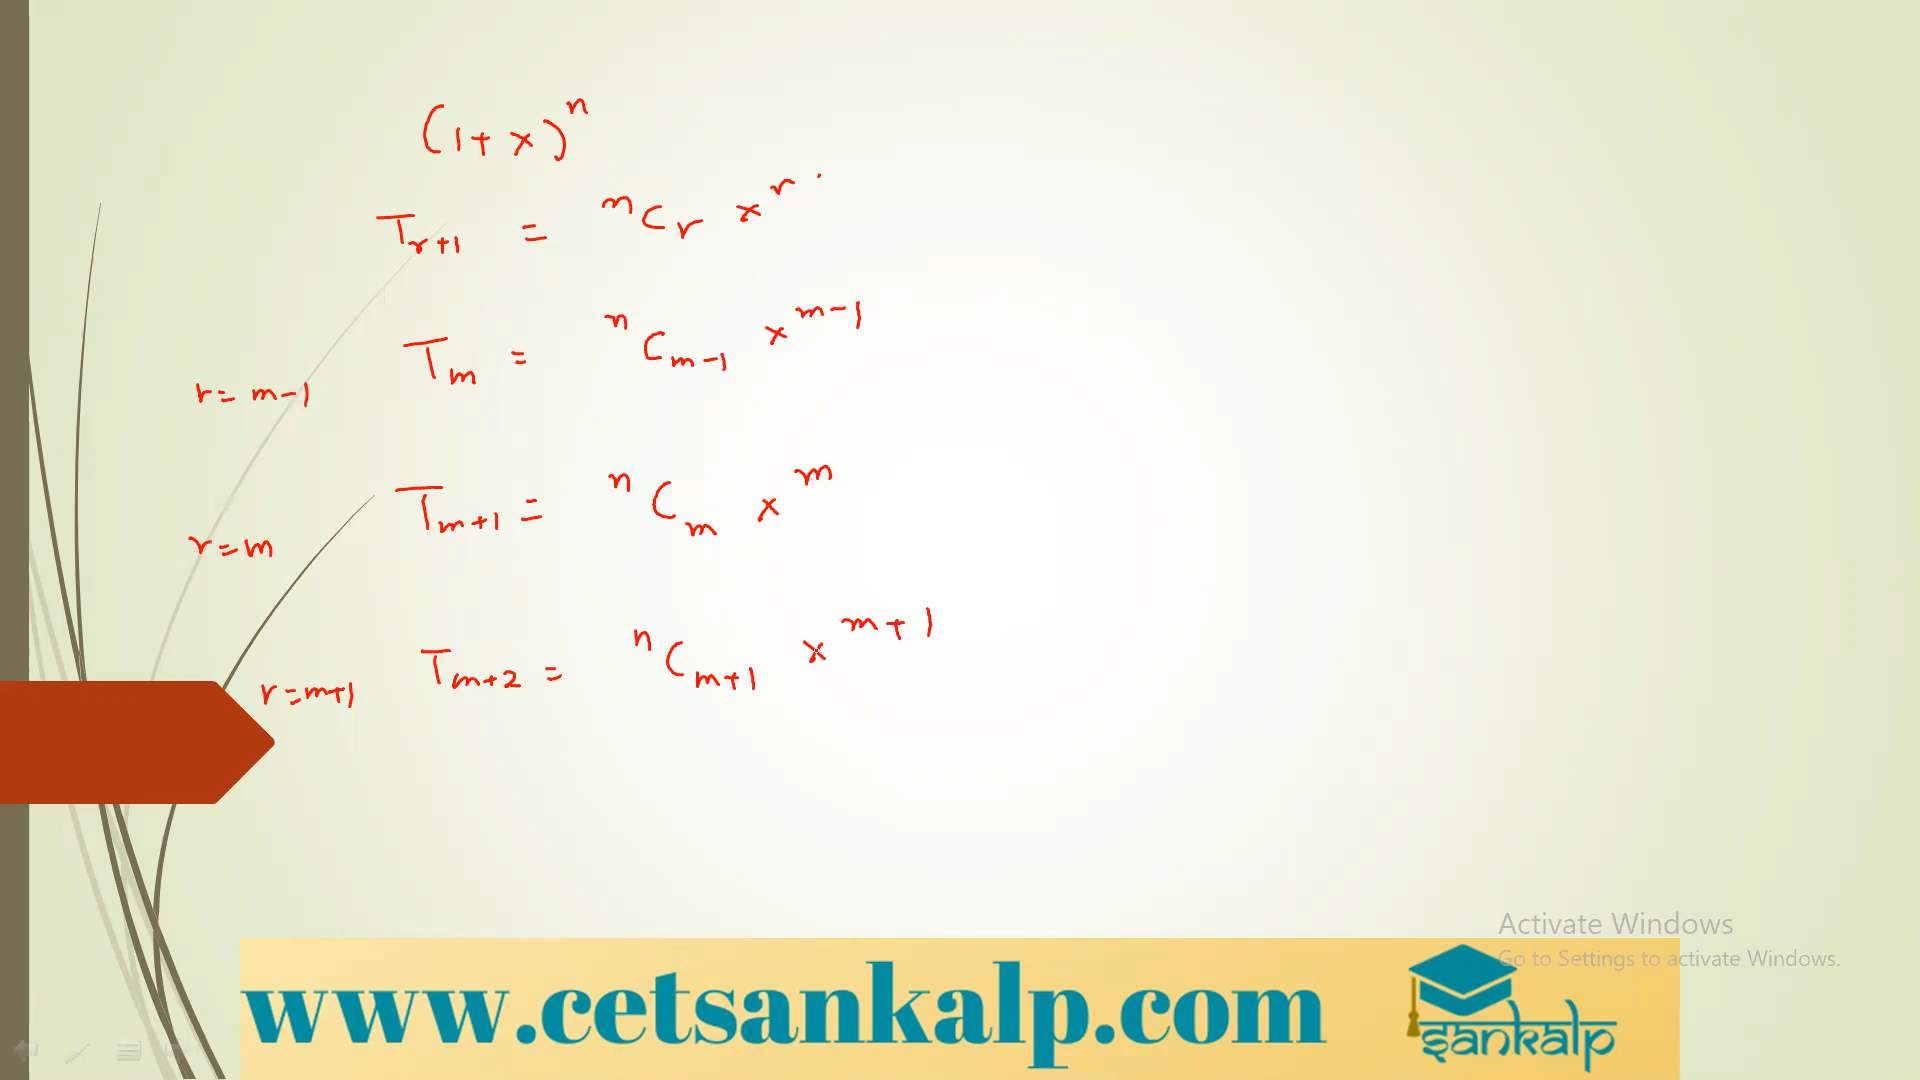 (1+x)^n
T_{r+1} = ^nC_r x^r
T_m = ^nC_{m-1} x^{m-1}
r = m-1
T_{m+1} = ^nC_m x^m
r = m
T_{m+2} = ^nC_{m+1} x^{m+1}
r = m+1
Activate Windows
Go to Settings to activate Windows.
www.cetsankalp.com
sankalp